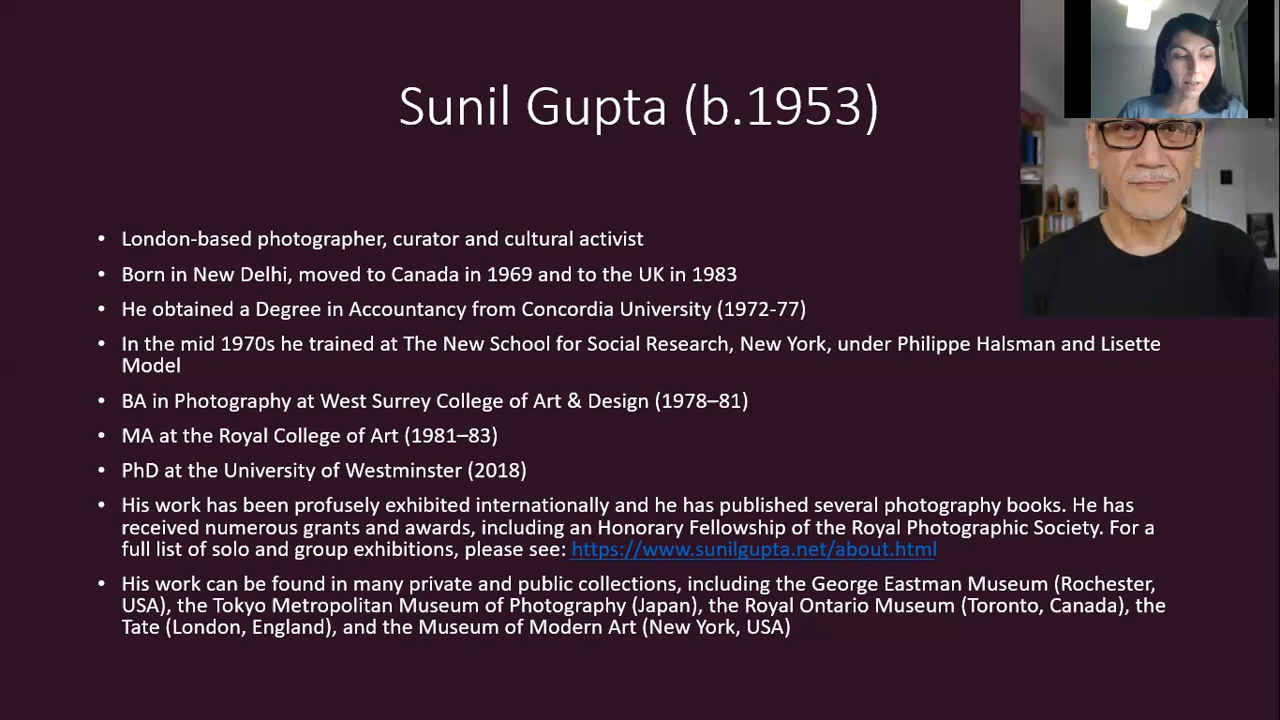 Sunil Gupta (b.1953)
• London-based photographer, curator and cultural activist
• Born in New Delhi, moved to Canada in 1969 and to the UK in 1983
• He obtained a Degree in Accountancy from Concordia University (1972-77)
• In the mid 1970s he trained at The New School for Social Research, New York, under Philippe Halsman and Lisette
Model
• BA in Photography at West Surrey College of Art & Design (1978–81)
• MA at the Royal College of Art (1981–83)
• PhD at the University of Westminster (2018)
• His work has been profusely exhibited internationally and he has published several photography books. He has
received numerous grants and awards, including an Honorary Fellowship of the Royal Photographic Society. For a
full list of solo and group exhibitions, please see: https://www.sunilgupta.net/about.html
• His work can be found in many private and public collections, including the George Eastman Museum (Rochester,
USA), the Tokyo Metropolitan Museum of Photography (Japan), the Royal Ontario Museum (Toronto, Canada), the
Tate (London, England), and the Museum of Modern Art (New York, USA)